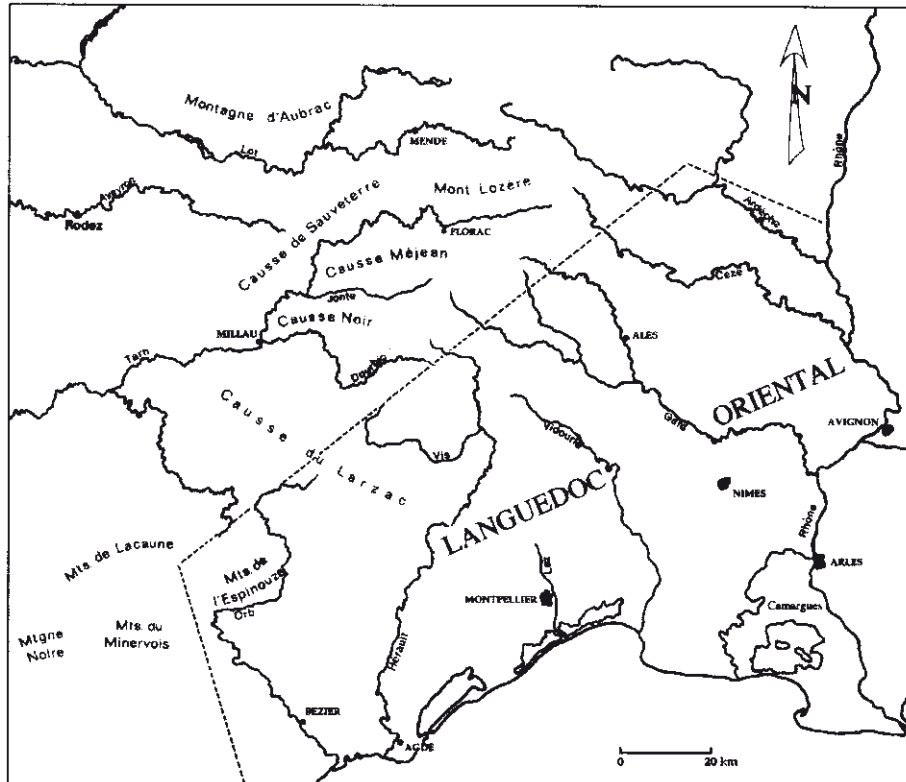 N
Montagne d'Aubrac
Lot
MENDE
Rhône
Aveyron
Rodez
Causse de Sauveterre
Mont Lozère
FLORAC
Ardèche
Causse Méjean
Jonte
Ceze
MILLAU
Causse Noir
ALES
Tarn
Dourbie
ORIENTAL
Causse du Larzac
Gard
AVIGNON
Vidourle
Vis
NIMES
LANGUEDOC
Rhône
Mts de Lacaune
Mts de
l'Espinouze
ARLES
MONTPELLIER
Camargues
Orb
Mtgne
Noire
Mts. du
Minervois
Hérault
BEZIER
AGDE
0 20 km